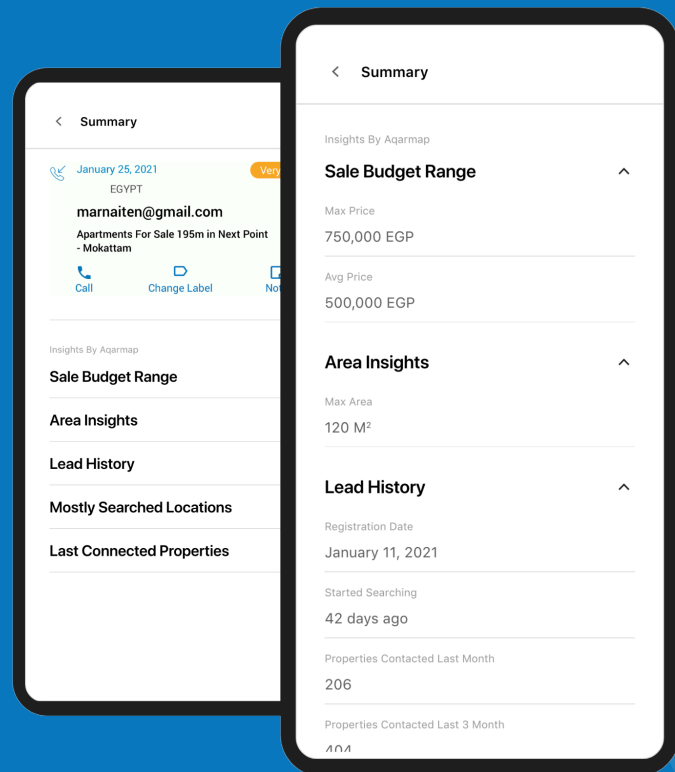 Summary
January 25, 2021
Very
EGYPT
marnaiten@gmail.com
Apartments For Sale 195m in Next Point
- Mokattam
Call
Change Label
Insights By Aqarmap
Sale Budget Range
Area Insights
Lead History
Mostly Searched Locations
Last Connected Properties
Summary
Insights By Aqarmap
Sale Budget Range
Max Price
750,000 EGP
Avg Price
500,000 EGP
Area Insights
Max Area
120 M²
Lead History
Registration Date
January 11, 2021
Started Searching
42 days ago
Properties Contacted Last Month
206
Properties Contacted Last 3 Month
404